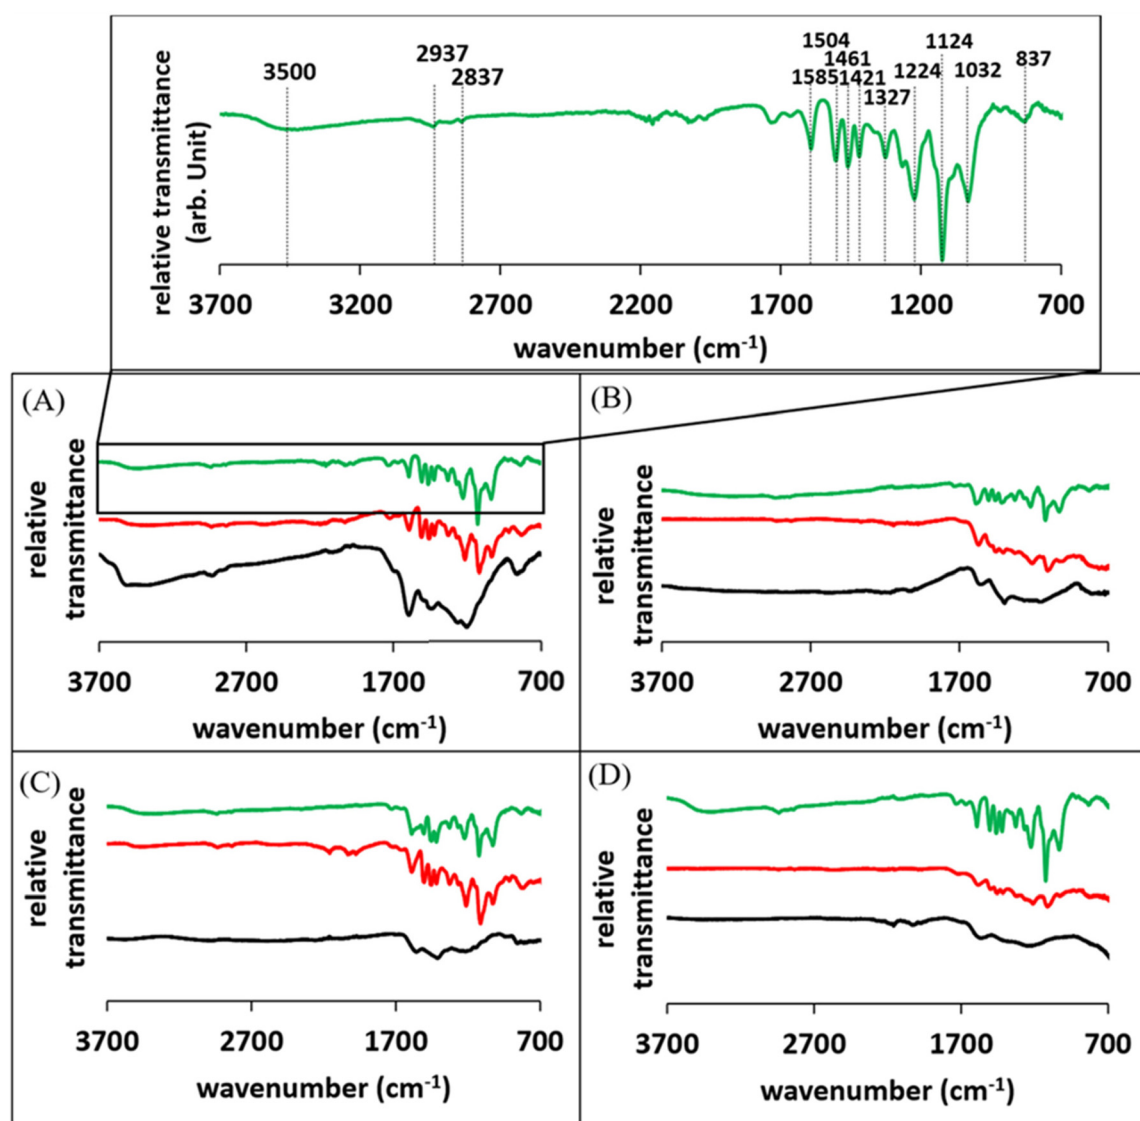 relative transmittance
(arb. Unit)
3500
2937
2837
1504
1461
1585
1421
1327
1224
1124
1032
837
3700 3200 2700 2200 1700 1200 700
wavenumber (cm-1)
(A)
relative
transmittance
3700 2700 1700 700
wavenumber (cm-1)
(B)
relative
transmittance
3700 2700 1700 700
wavenumber (cm-1)
(C)
relative
transmittance
3700 2700 1700 700
wavenumber (cm-1)
(D)
relative
transmittance
3700 2700 1700 700
wavenumber (cm-1)